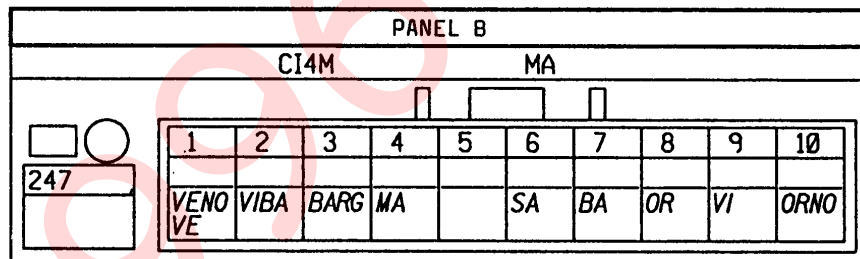 PANEL B
CI4M MA
1 2 3 4 5 6 7 8 9 10
247
VENO VIBA BARG MA SA BA OR VI ORNO
VE